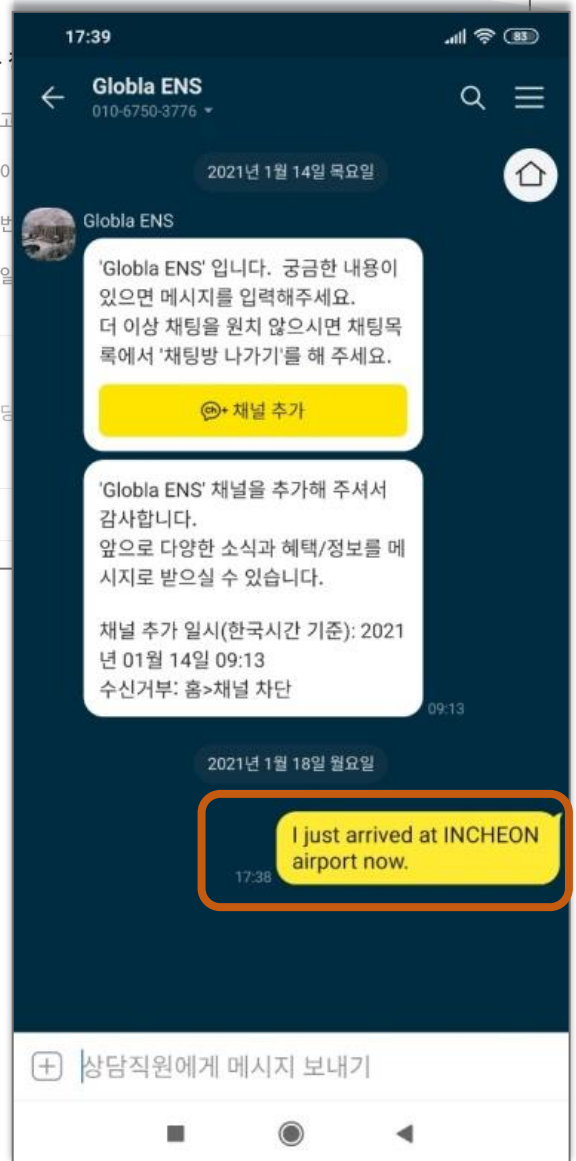 17:39
83
Globla ENS
010-6750-3776
2021년 1월 14일 목요일
Globla ENS
'Globla ENS' 입니다. 궁금한 내용이
있으면 메시지를 입력해주세요.
더 이상 채팅을 원치 않으시면 채팅목
록에서 '채팅방 나가기'를 해 주세요.
Ch+ 채널 추가
'Globla ENS' 채널을 추가해 주셔서
감사합니다.
앞으로 다양한 소식과 혜택/정보를 메
시지로 받으실 수 있습니다.
채널 추가 일시(한국시간 기준): 2021
년 01월 14일 09:13
수신거부: 홈>채널 차단
09:13
2021년 1월 18일 월요일
I just arrived at INCHEON
airport now.
17:38
상담직원에게 메시지 보내기